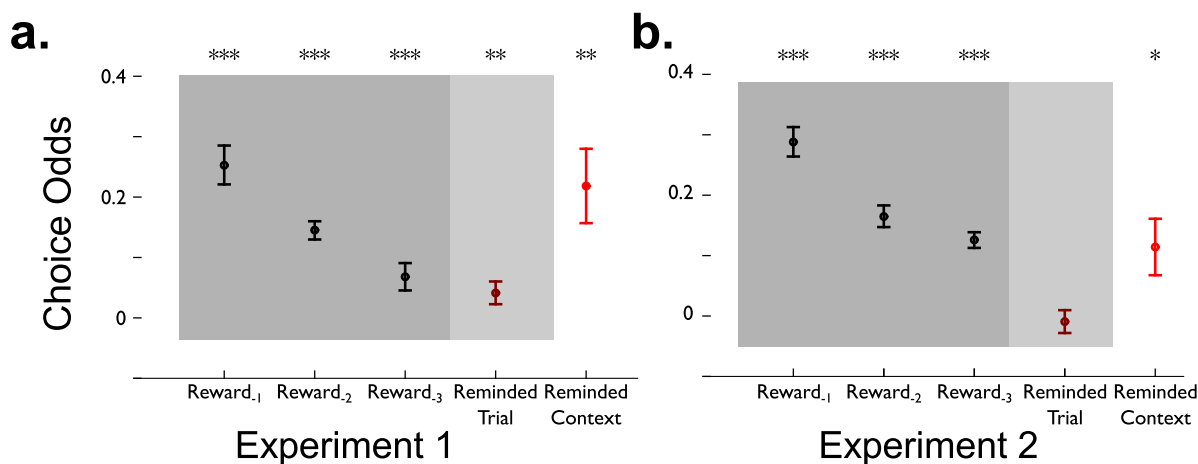 a.
*** *** *** ** **
0.4
0.2
0
Choice Odds
Reward-1 Reward-2 Reward-3 Reminded Trial Reminded Context
Experiment 1
b.
*** *** *** *
0.4
0.2
0
Reward-1 Reward-2 Reward-3 Reminded Trial Reminded Context
Experiment 2